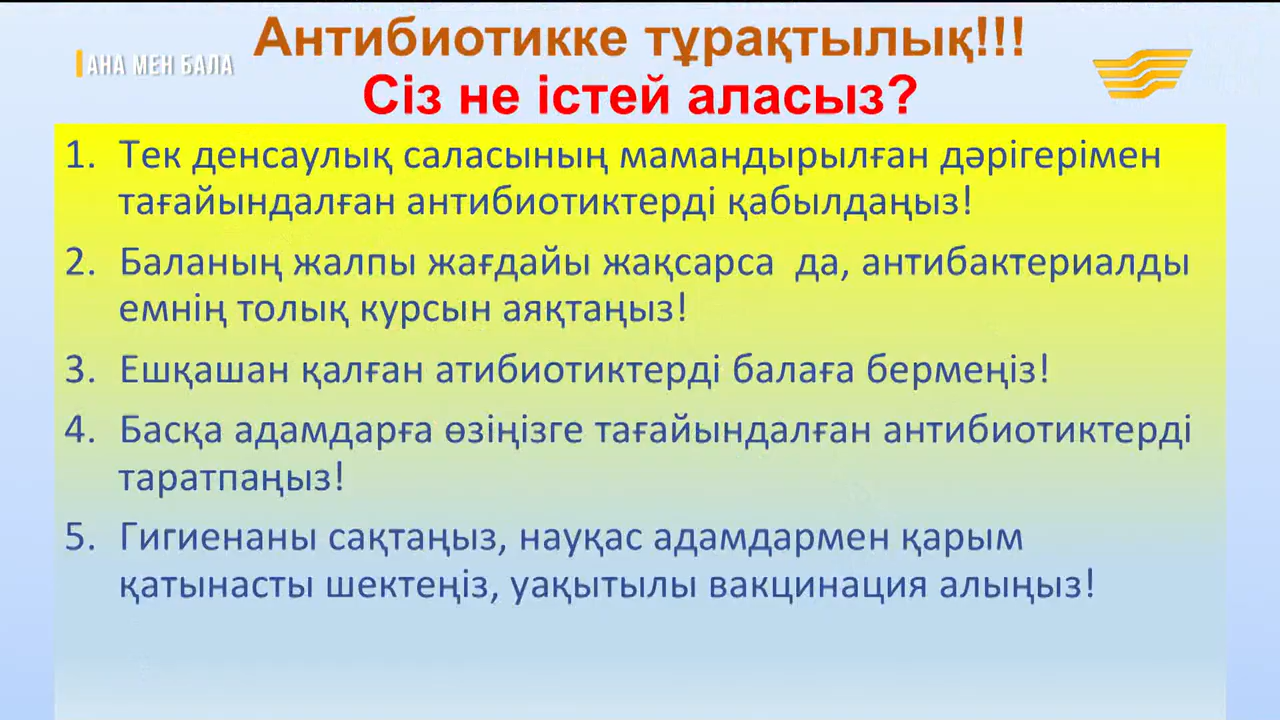 Антибиотикке тұрақтылық!!!
АНА МЕН БАЛА
Сіз не істей аласыз?
1. Тек денсаулық саласының мамандырылған дәрігерімен
тағайындалған антибиотиктерді қабылдаңыз!
2. Баланың жалпы жағдайы жақсарса  да, антибактериалды
емнің толық курсын аяқтаңыз!
3. Ешқашан қалған атибиотиктерді балаға бермеңіз!
4. Басқа адамдарға өзіңізге тағайындалған антибиотиктерді
таратпаңыз!
5. Гигиенаны сақтаңыз, науқас адамдармен қарым
қатынасты шектеңіз, уақытылы вакцинация алыңыз!